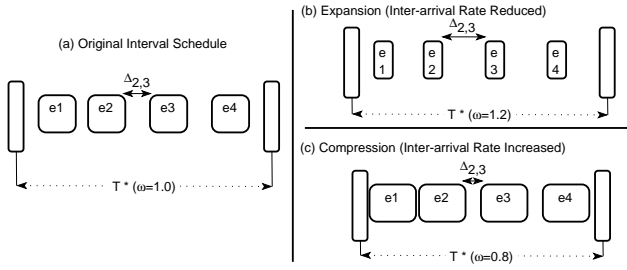 (a) Original Interval Schedule
Δ2,3
e1 e2 e3 e4
T * (ω=1.0)
(b) Expansion (Inter-arrival Rate Reduced)
Δ2,3
e e e e
1 2 3 4
T * (ω=1.2)
(c) Compression (Inter-arrival Rate Increased)
Δ2,3
e1 e2 e3 e4
T * (ω=0.8)